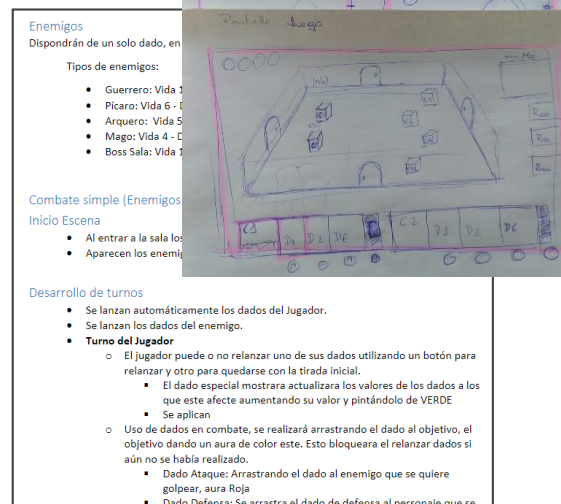 Enemigos
Dispondrán de un solo dado, en
Tipos de enemigos:
Guerrero: Vida 1
Pícaro: Vida 6 - D
Arquero: Vida 5
Mago: Vida 4 - D
Boss Sala: Vida 1
Pantalla Juego
C1
D1
D2
DE
C2
D1
D2
DE
Combate simple (Enemigos
Inicio Escena
Al entrar a la sala los
Aparecen los enemig
Desarrollo de turnos
Se lanzan automáticamente los dados del Jugador.
Se lanzan los dados del enemigo.
Turno del Jugador
El jugador puede o no relanzar uno de sus dados utilizando un botón para
relanzar y otro para quedarse con la tirada inicial.
El dado especial mostrara actualizara los valores de los dados a los
que este afecte aumentando su valor y pintándolo de VERDE
Se aplican
Uso de dados en combate, se realizará arrastrando el dado al objetivo, el
objetivo dando un aura de color este. Esto bloqueara el relanzar dados si
aún no se había realizado.
Dado Ataque: Arrastrando el dado al enemigo que se quiere
golpear, aura Roja
Dado Defensa: Se arrastra el dado de defensa al personaje que se